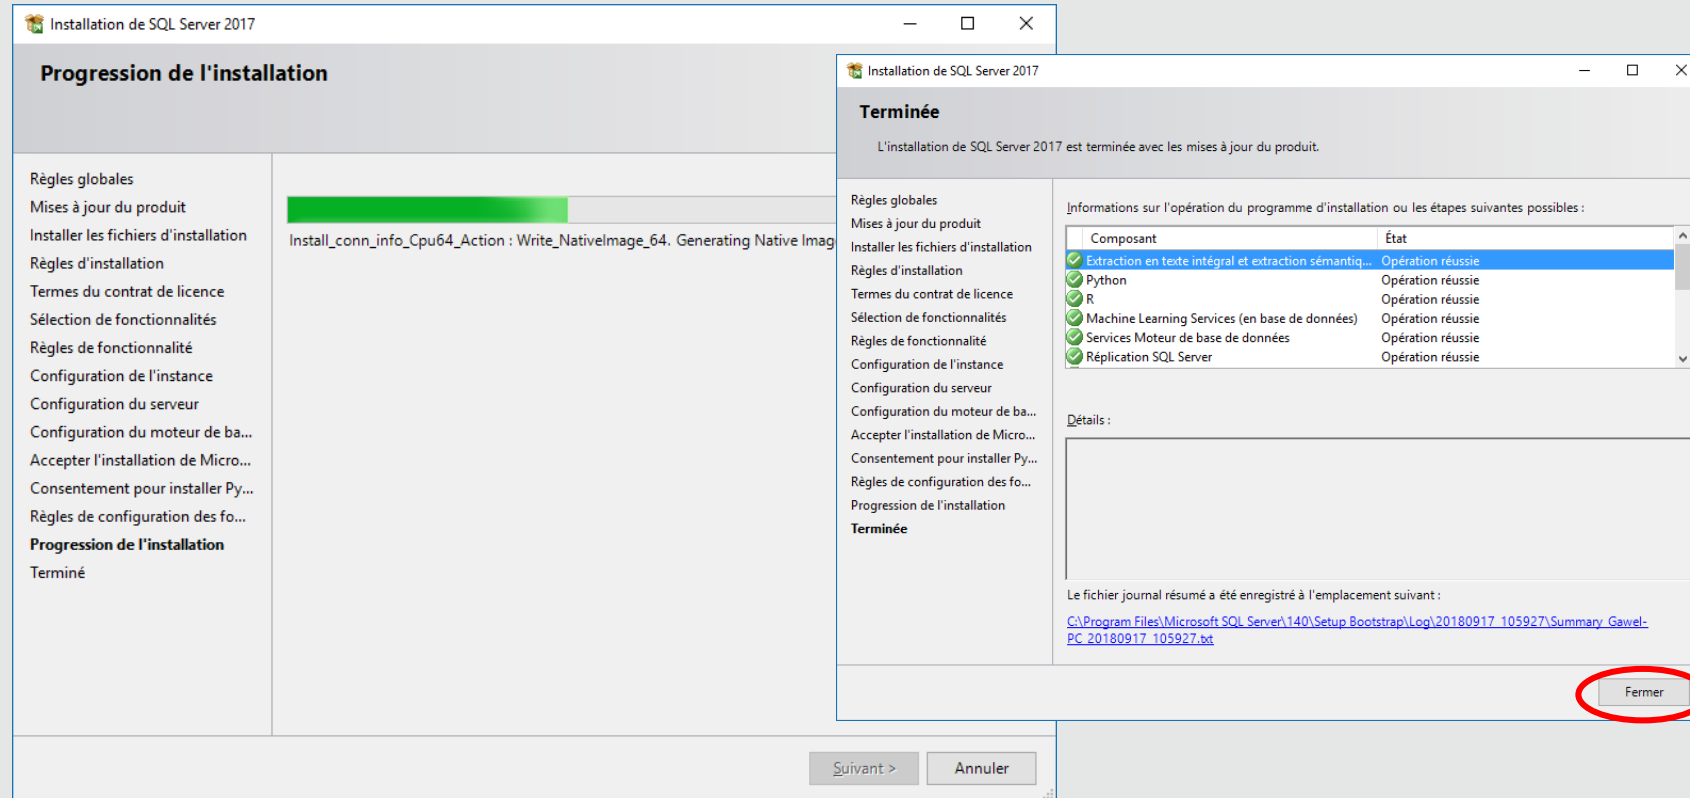 Installation de SQL Server 2017
Progression de l'installation
Règles globales
Mises à jour du produit
Installer les fichiers d'installation
Règles d'installation
Termes du contrat de licence
Sélection de fonctionnalités
Règles de fonctionnalité
Configuration de l'instance
Configuration du serveur
Configuration du moteur de ba...
Accepter l'installation de Micro...
Consentement pour installer Py...
Règles de configuration des fo...
Progression de l'installation
Terminé
Install_conn_info_Cpu64_Action : Write_NativeImage_64. Generating Native Imag
Suivant >
Annuler
Installation de SQL Server 2017
Terminée
L'installation de SQL Server 2017 est terminée avec les mises à jour du produit.
Règles globales
Mises à jour du produit
Installer les fichiers d'installation
Règles d'installation
Termes du contrat de licence
Sélection de fonctionnalités
Règles de fonctionnalité
Configuration de l'instance
Configuration du serveur
Configuration du moteur de ba...
Accepter l'installation de Micro...
Consentement pour installer Py...
Règles de configuration des fo...
Progression de l'installation
Terminée
Informations sur l'opération du programme d'installation ou les étapes suivantes possibles :
Composant État
Extraction en texte intégral et extraction sémantiq... Opération réussie
Python Opération réussie
R Opération réussie
Machine Learning Services (en base de données) Opération réussie
Services Moteur de base de données Opération réussie
Réplication SQL Server Opération réussie
Détails :
Le fichier journal résumé a été enregistré à l'emplacement suivant :
C:\Program Files\Microsoft SQL Server\140\Setup Bootstrap\Log\20180917_105927\Summary_Gawel-
PC_20180917_105927.txt
Fermer